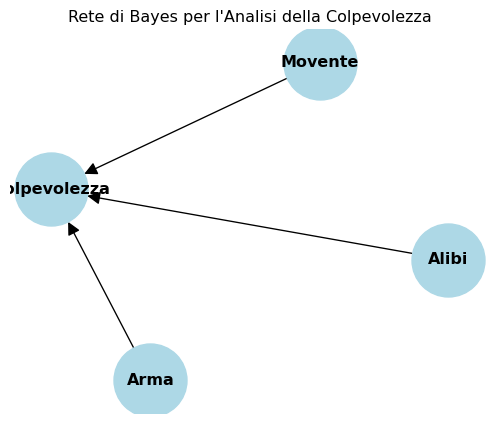 Rete di Bayes per l'Analisi della Colpevolezza
Movente
olpevolezza
Alibi
Arma